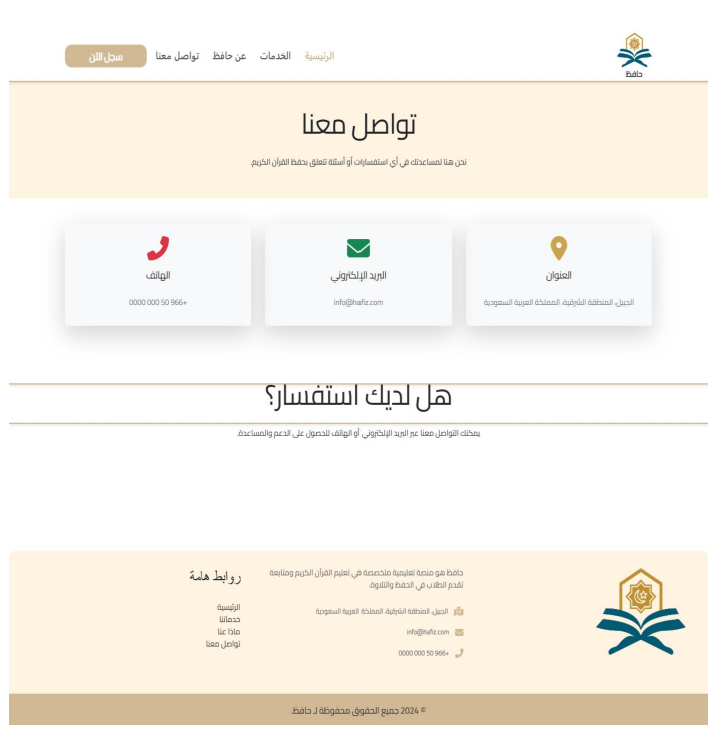 حافظ
الرئيسية
الخدمات
عن حافظ
تواصل معنا
سجل الآن
تواصل معنا
نحن هنا لمساعدتك في أي استفسارات أو أسئلة تتعلق بحفظ القرآن الكريم.
العنوان
الجبيل، المنطقة الشرقية، المملكة العربية السعودية
البريد الإلكتروني
info@hafiz.com
الهاتف
0000 000 50 966+
هل لديك استفسار؟
يمكنك التواصل معنا عبر البريد الإلكتروني أو الهاتف للحصول على الدعم والمساعدة.
حافظ هو منصة تعليمية متخصصة في تعليم القرآن الكريم ومتابعة
تقدم الطلاب في الحفظ والتلاوة.
الجبيل، المنطقة الشرقية، المملكة العربية السعودية
info@hafiz.com
0000 000 50 966+
روابط هامة
الرئيسية
خدماتنا
ماذا عنا
تواصل معنا
© 2024 جميع الحقوق محفوظة لـ حافظ.